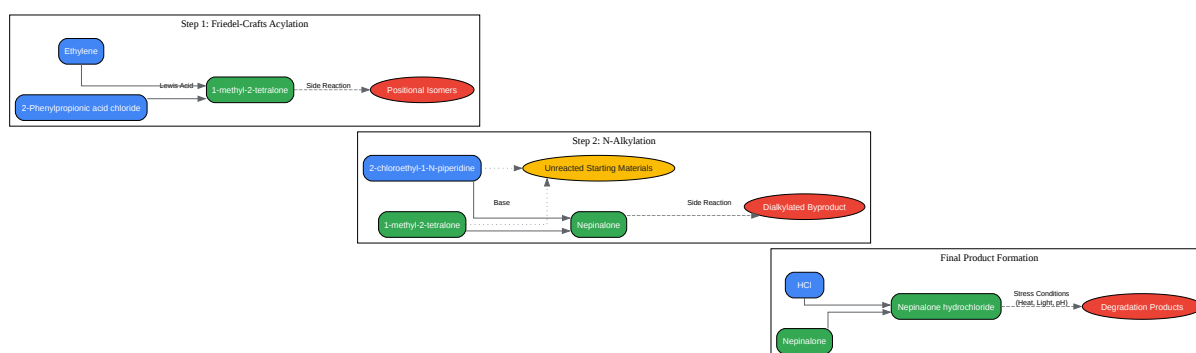 Step 1: Friedel-Crafts Acylation
Ethylene
Lewis Acid
1-methyl-2-tetralone
Side Reaction
Positional Isomers
2-Phenylpropionic acid chloride
Step 2: N-Alkylation
2-chloroethyl-1-N-piperidine
Unreacted Starting Materials
Base
Side Reaction
Dialkylated Byproduct
1-methyl-2-tetralone
Nepinalone
Final Product Formation
HCl
Nepinalone hydrochloride
Stress Conditions
(Heat, Light, pH)
Degradation Products
Nepinalone